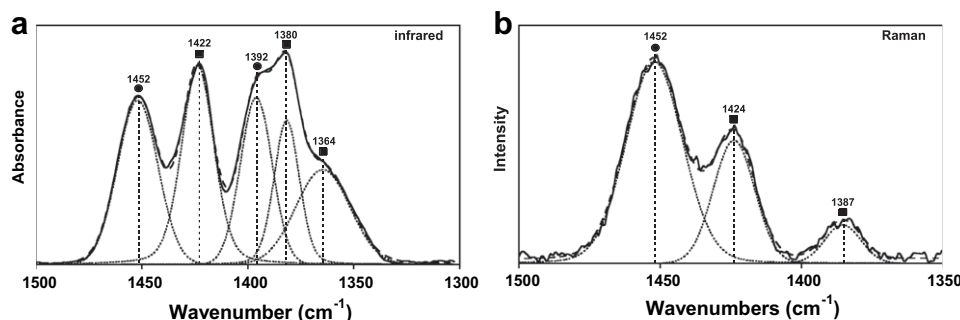 a
infrared
1452
1422
1392
1380
1364
Absorbance
1500
1450
1400
1350
1300
Wavenumber (cm-1)
b
Raman
1452
1424
1387
Intensity
1500
1450
1400
1350
Wavenumbers (cm-1)